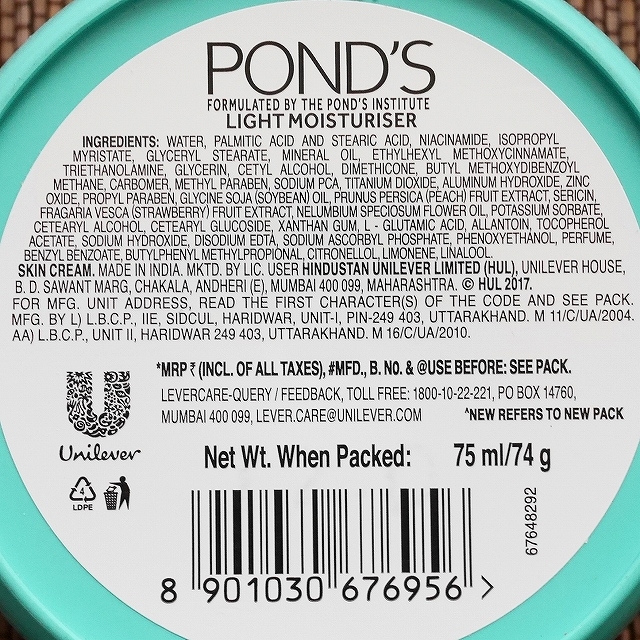 POND'S
FORMULATED BY THE POND'S INSTITUTE
LIGHT MOISTURISER
INGREDIENTS: WATER, PALMITIC ACID AND STEARIC ACID, NIACINAMIDE, ISOPROPYL
MYRISTATE, GLYCERYL STEARATE, MINERAL OIL, ETHYLHEXYL METHOXYCINNAMATE,
TRIETHANOLAMINE, GLYCERIN, CETYL ALCOHOL, DIMETHICONE, BUTYL METHOXYDIBENZOYL
METHANE, CARBOMER, METHYL PARABEN, SODIUM PCA, TITANIUM DIOXIDE, ALUMINUM HYDROXIDE, ZINC
OXIDE, PROPYL PARABEN, GLYCINE SOJA (SOYBEAN) OIL, PRUNUS PERSICA (PEACH) FRUIT EXTRACT, SERICIN,
FRAGARIA VESCA (STRAWBERRY) FRUIT EXTRACT, NELUMBIUM SPECIOSUM FLOWER OIL, POTASSIUM SORBATE,
CETEARYL ALCOHOL, CETEARYL GLUCOSIDE, XANTHAN GUM, L - GLUTAMIC ACID, ALLANTOIN, TOCOPHEROL
ACETATE, SODIUM HYDROXIDE, DISODIUM EDTA, SODIUM ASCORBYL PHOSPHATE, PHENOXYETHANOL, PERFUME,
BENZYL BENZOATE, BUTYLPHENYL METHYLPROPIONAL, CITRONELLOL, LIMONENE, LINALOOL.
SKIN CREAM. MADE IN INDIA. MKTD. BY LIC. USER HINDUSTAN UNILEVER LIMITED (HUL), UNILEVER HOUSE,
B. D. SAWANT MARG, CHAKALA, ANDHERI (E), MUMBAI 400 099, MAHARASHTRA. © HUL 2017.
FOR MFG. UNIT ADDRESS, READ THE FIRST CHARACTER(S) OF THE CODE AND SEE PACK.
MFG. BY L) L.B.C.P., IIE, SIDCUL, HARIDWAR, UNIT-I, PIN-249 403, UTTARAKHAND. M 11/C/UA/2004.
AA) L.B.C.P., UNIT II, HARIDWAR 249 403, UTTARAKHAND. M 16/C/UA/2010.
*MRP ₹ (INCL. OF ALL TAXES), #MFD., B. No. & @USE BEFORE: SEE PACK.
LEVERCARE-QUERY / FEEDBACK, TOLL FREE: 1800-10-22-221, PO BOX 14760,
MUMBAI 400 099, LEVER.CARE@UNILEVER.COM ^NEW REFERS TO NEW PACK
Unilever
Net Wt. When Packed: 75 ml/74 g
4
LDPE
67648292
8 901030 676956 >